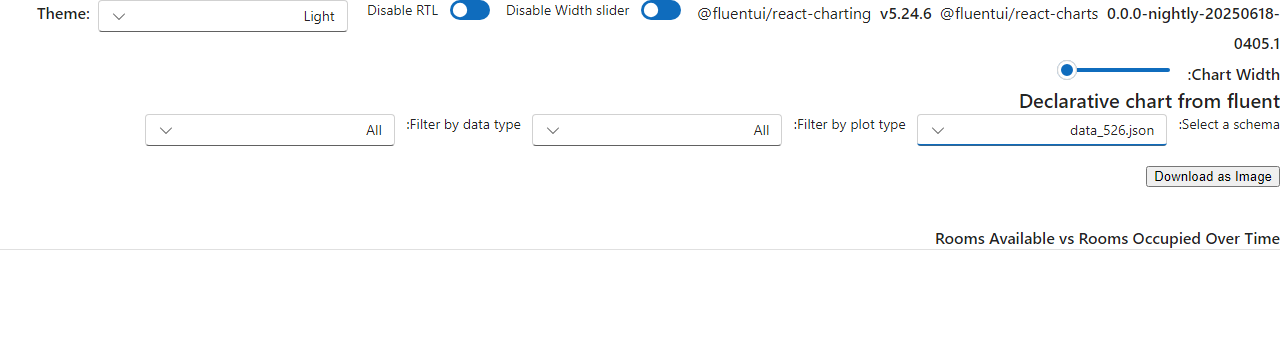 Theme: Light Disable RTL Disable Width slider @fluentui/react-charting v5.24.6 @fluentui/react-charts 0.0.0-nightly-20250618-
0405.1
:Chart Width
Declarative chart from fluent
:Select a schema data_526.json :Filter by plot type All :Filter by data type All
Download as Image
Rooms Available vs Rooms Occupied Over Time